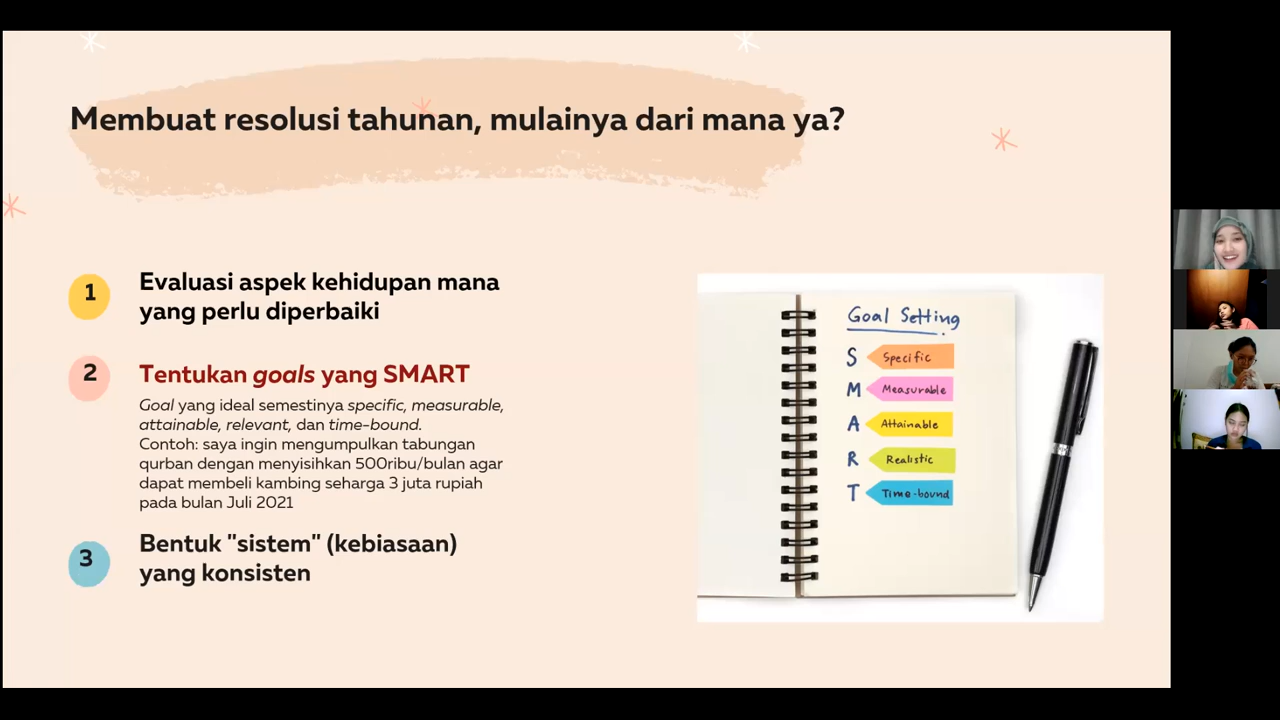 Membuat resolusi tahunan, mulainya dari mana ya?
1
Evaluasi aspek kehidupan mana
yang perlu diperbaiki
2
Tentukan goals yang SMART
Goal yang ideal semestinya specific, measurable,
attainable, relevant, dan time-bound.
Contoh: saya ingin mengumpulkan tabungan
qurban dengan menyisihkan 500ribu/bulan agar
dapat membeli kambing seharga 3 juta rupiah
pada bulan Juli 2021
3
Bentuk "sistem" (kebiasaan)
yang konsisten
Goal Setting
S Specific
M Measurable
A Attainable
R Realistic
T Time-bound